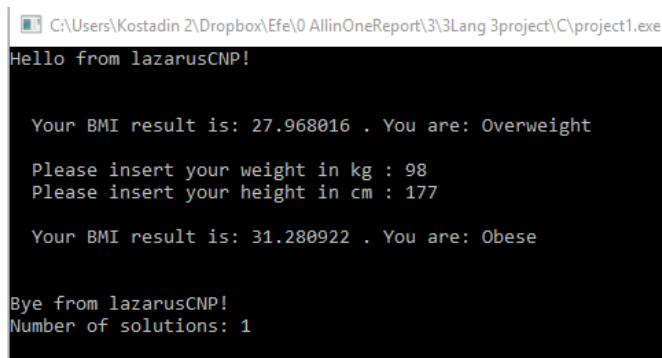 C:\Users\Kostadin 2\Dropbox\Efe\0 AllinOneReport\3\3Lang 3project\C\project1.exe
Hello from lazarusCNP!
Your BMI result is: 27.968016 . You are: Overweight
Please insert your weight in kg : 98
Please insert your height in cm : 177
Your BMI result is: 31.280922 . You are: Obese
Bye from lazarusCNP!
Number of solutions: 1